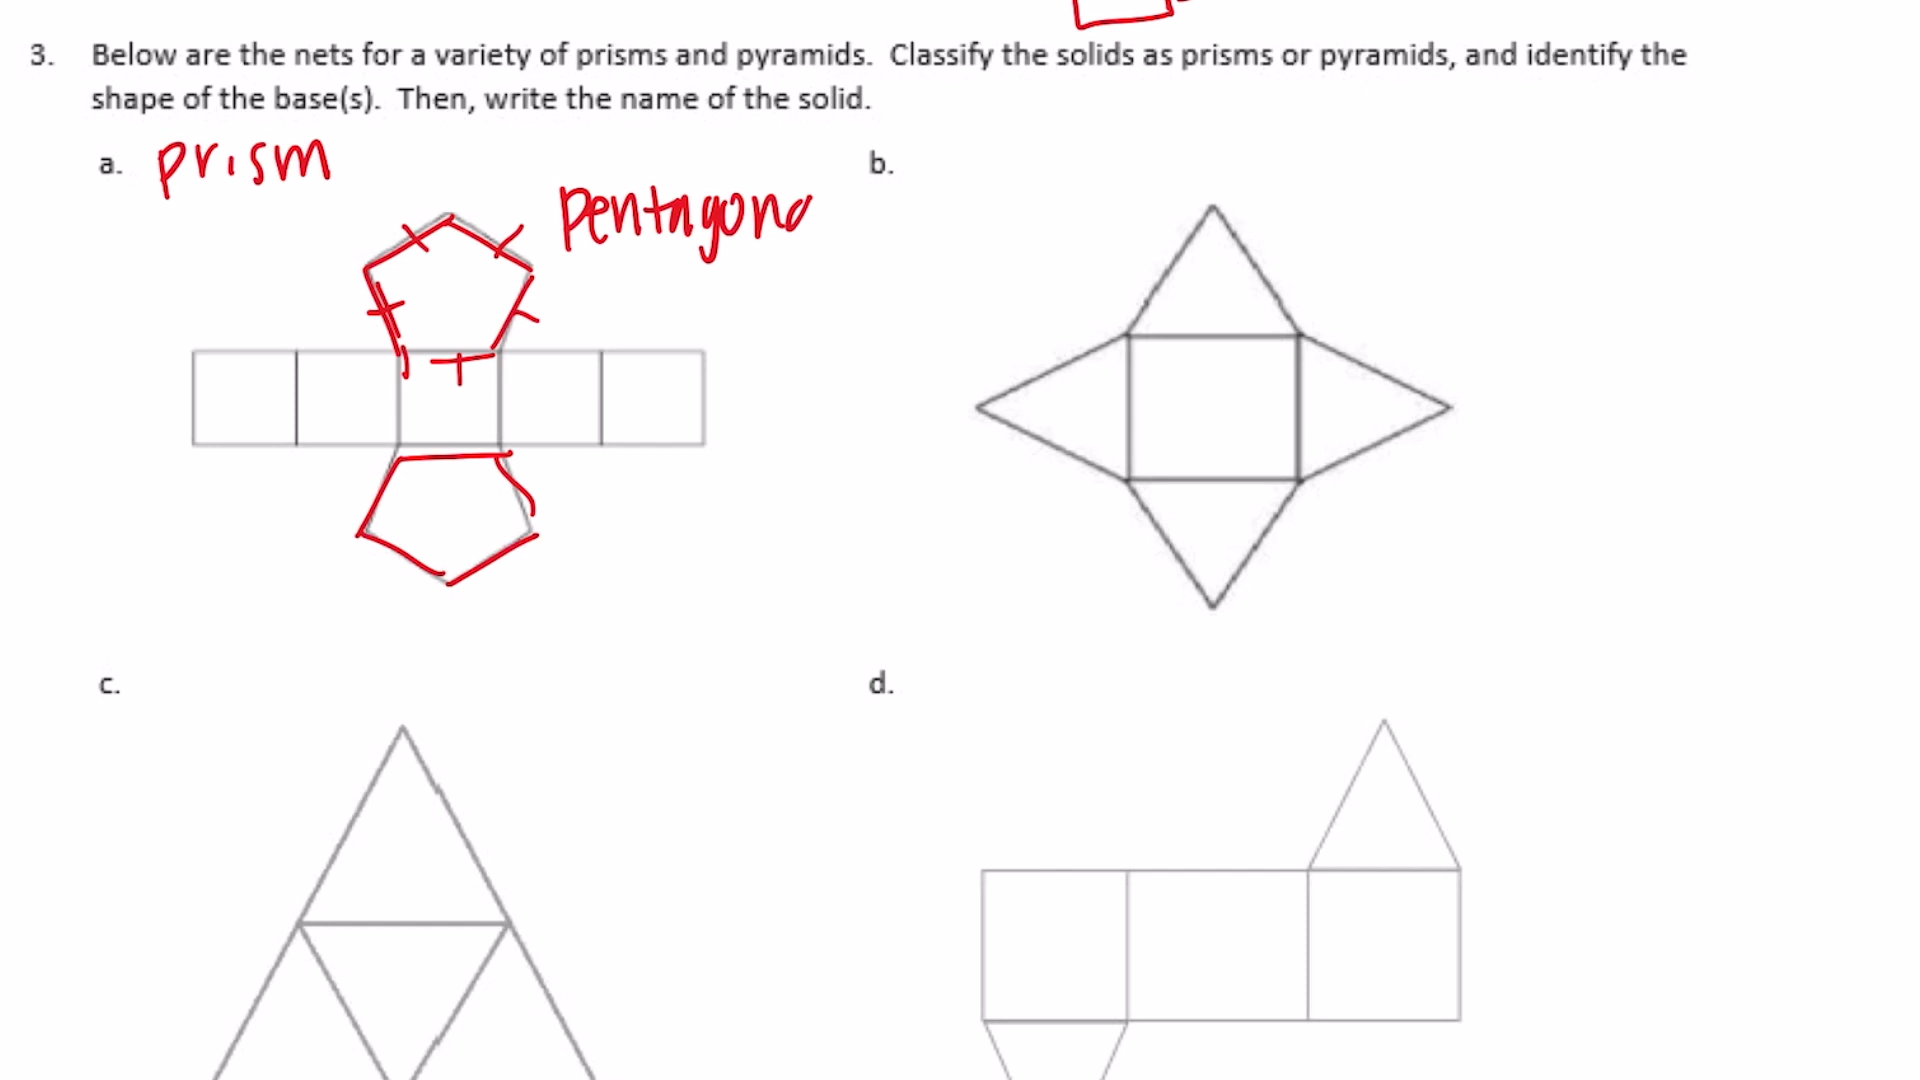 3. Below are the nets for a variety of prisms and pyramids. Classify the solids as prisms or pyramids, and identify the
shape of the base(s). Then, write the name of the solid.
a. prism
pentagona
b.
c.
d.